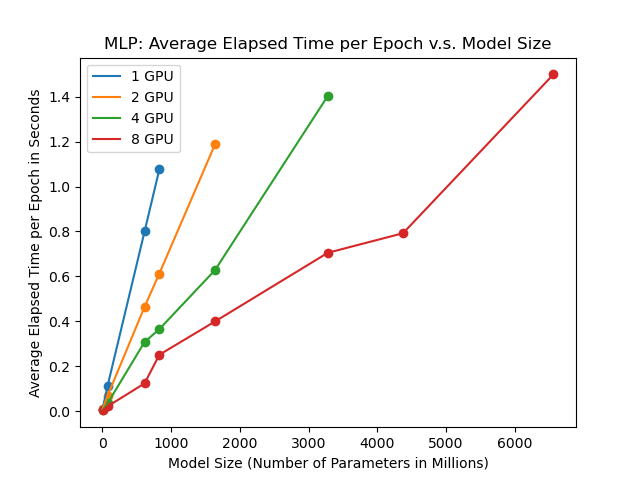 MLP: Average Elapsed Time per Epoch v.s. Model Size
1 GPU
2 GPU
4 GPU
8 GPU
Average Elapsed Time per Epoch in Seconds
1.4
1.2
1.0
0.8
0.6
0.4
0.2
0.0
0 1000 2000 3000 4000 5000 6000
Model Size (Number of Parameters in Millions)